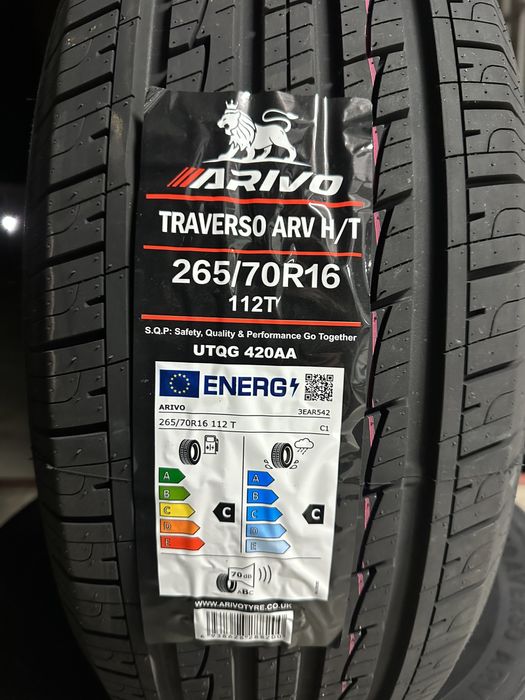 ARIVO
TRAVERSO ARV H/T
265/70R16
112T
S.Q.P: Safety, Quality & Performance Go Together
UTQG 420AA
ENERG
ARIVO 3EAR542
265/70R16 112 T C1
A A
B B
C C C C
D D
E E
70 dB
ABC
WWW.ARIVOTYRE.CO.UK